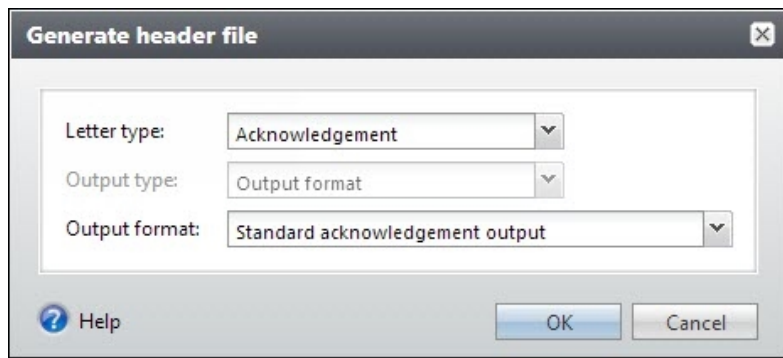 Generate header file
Letter type: Acknowledgement
Output type: Output format
Output format: Standard acknowledgement output
Help OK Cancel